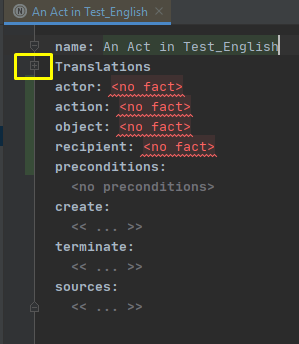 An Act in Test_English
name: An Act in Test_English
Translations
actor: <no fact>
action: <no fact>
object: <no fact>
recipient: <no fact>
preconditions:
<no preconditions>
create:
<< ... >>
terminate:
<< ... >>
sources:
<< ... >>